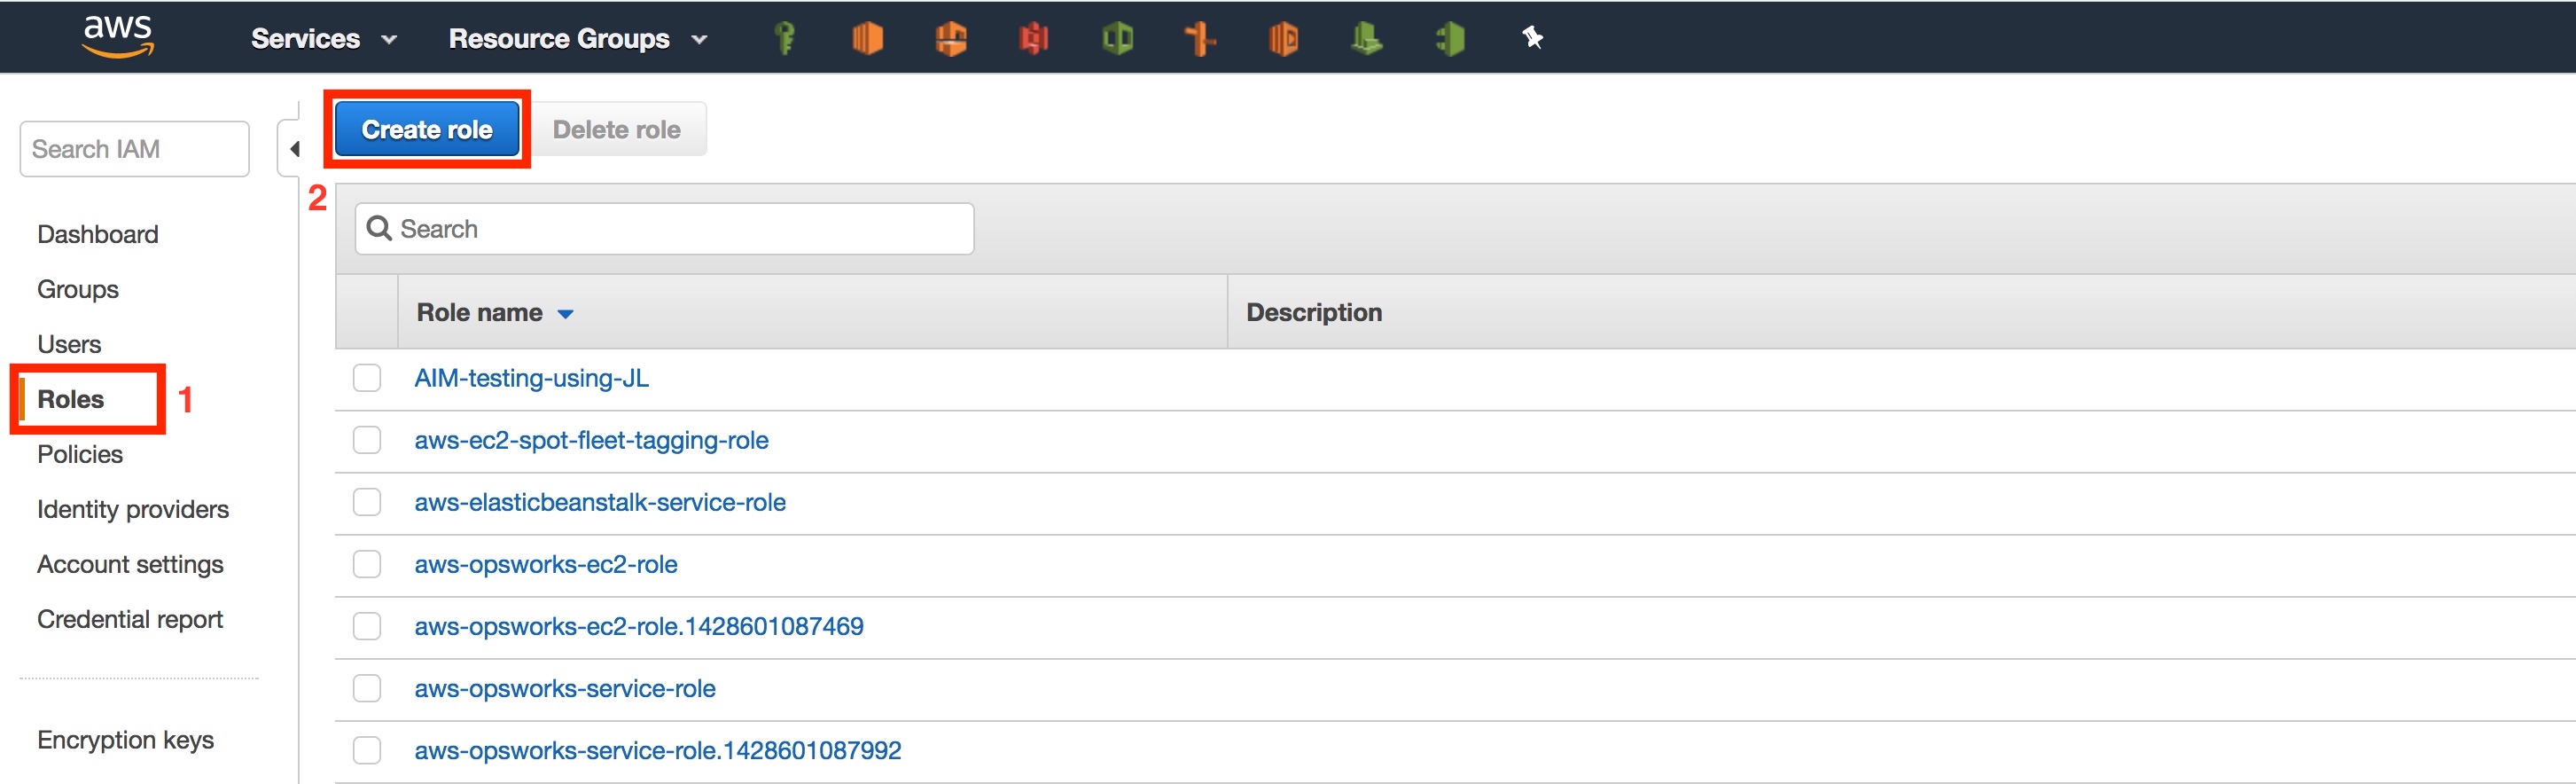 aws Services Resource Groups
Create role Delete role
Search IAM
2
Search
Dashboard
Groups
Users
Roles 1
Policies
Identity providers
Account settings
Credential report
Encryption keys
Role name Description
AIM-testing-using-JL
aws-ec2-spot-fleet-tagging-role
aws-elasticbeanstalk-service-role
aws-opsworks-ec2-role
aws-opsworks-ec2-role.1428601087469
aws-opsworks-service-role
aws-opsworks-service-role.1428601087992